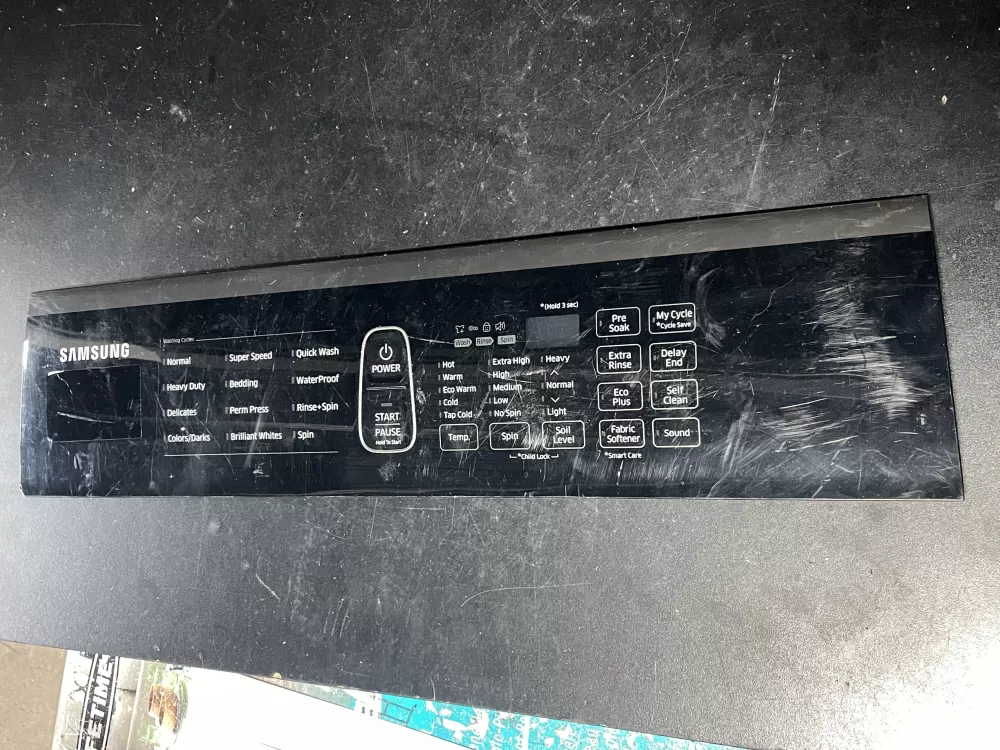 SAMSUNG
Washing Cycles
Normal
Heavy Duty
Delicates
Colors/Darks
Super Speed
Bedding
Perm Press
Brilliant Whites
Quick Wash
WaterProof
Rinse+Spin
Spin
POWER
START
PAUSE
Hold To Start
Wash Rinse Spin
*(Hold 3 sec)
Hot
Warm
Eco Warm
Cold
Tap Cold
Temp.
Extra High
High
Medium
Low
No Spin
Spin
Heavy
Normal
Light
Soil
Level
*Child Lock
Pre
Soak
Extra
Rinse
Eco
Plus
Fabric
Softener
*Smart Care
My Cycle
*Cycle Save
Delay
End
Self
Clean
Sound
ETIME